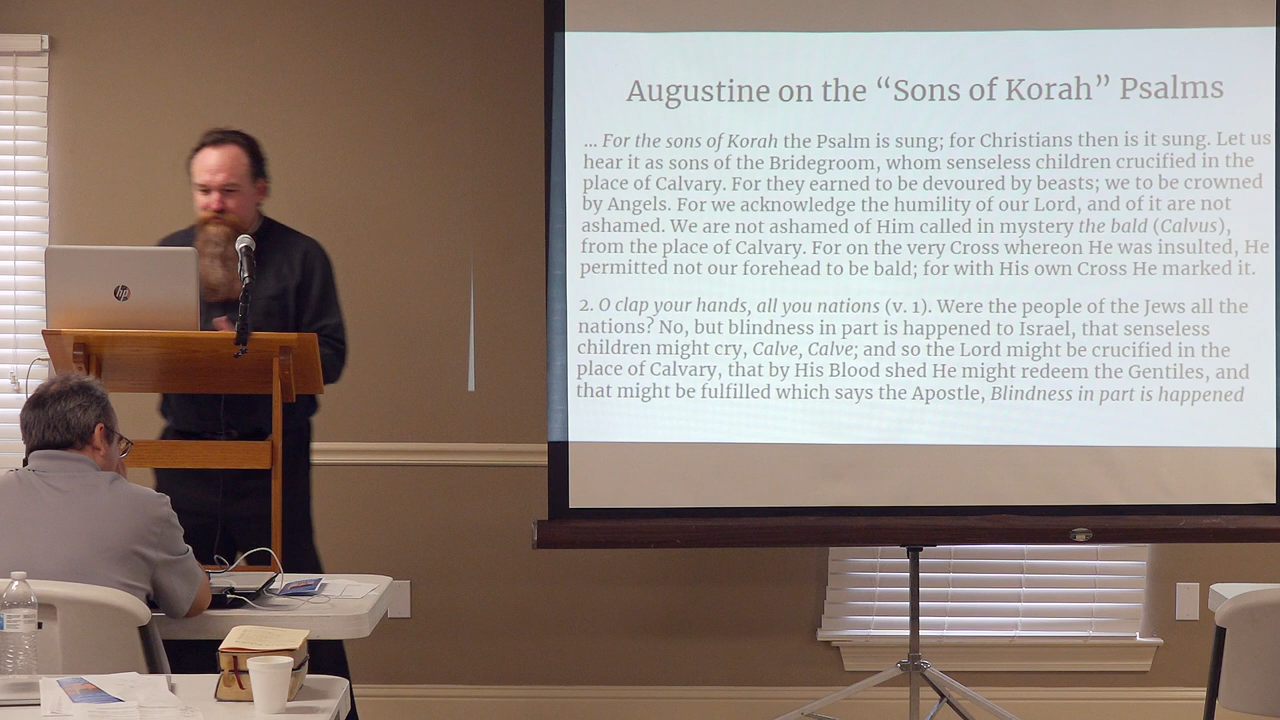 Augustine on the “Sons of Korah” Psalms
... For the sons of Korah the Psalm is sung; for Christians then is it sung. Let us
hear it as sons of the Bridegroom, whom senseless children crucified in the
place of Calvary. For they earned to be devoured by beasts; we to be crowned
by Angels. For we acknowledge the humility of our Lord, and of it are not
ashamed. We are not ashamed of Him called in mystery the bald (Calvus),
from the place of Calvary. For on the very Cross whereon He was insulted, He
permitted not our forehead to be bald; for with His own Cross He marked it.
2. O clap your hands, all you nations (v. 1). Were the people of the Jews all the
nations? No, but blindness in part is happened to Israel, that senseless
children might cry, Calve, Calve; and so the Lord might be crucified in the
place of Calvary, that by His Blood shed He might redeem the Gentiles, and
that might be fulfilled which says the Apostle, Blindness in part is happened
hp